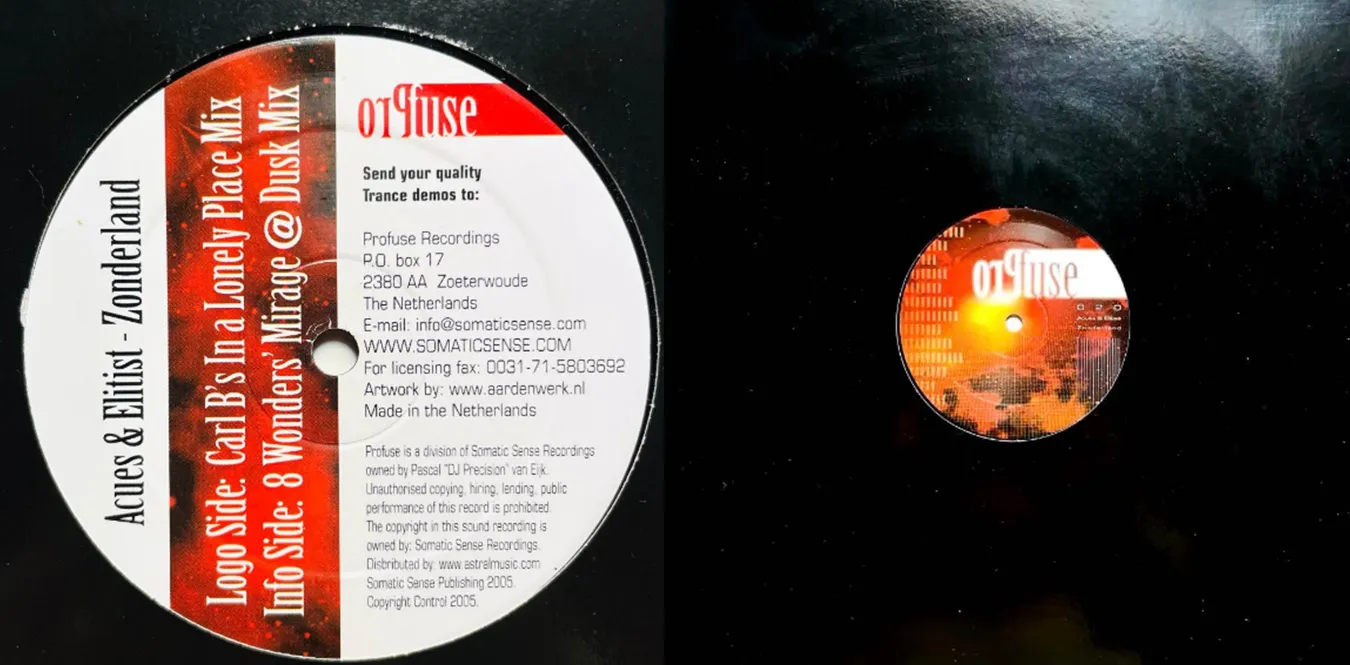 Acues & Elitist - Zonderland
Logo Side: Carl B's In a Lonely Place Mix
Info Side: 8 Wonders' Mirage @ Dusk Mix
Profuse
Send your quality
Trance demos to:
Profuse Recordings
P.O. box 17
2380 AA Zoeterwoude
The Netherlands
E-mail: info@somaticsense.com
WWW.SOMATICSENSE.COM
For licensing fax: 0031-71-5803692
Artwork by: www.aardenwerk.nl
Made in the Netherlands
Profuse is a division of Somatic Sense Recordings
owned by Pascal "DJ Precision" van Eijk.
Unauthorised copying, hiring, lending, public
performance of this record is prohibited.
The copyright in this sound recording is
owned by: Somatic Sense Recordings.
Distributed by: www.astralmusic.com
Somatic Sense Publishing 2005.
Copyright Control 2005.
Profuse
020
Acues & Elitist
Zonderland